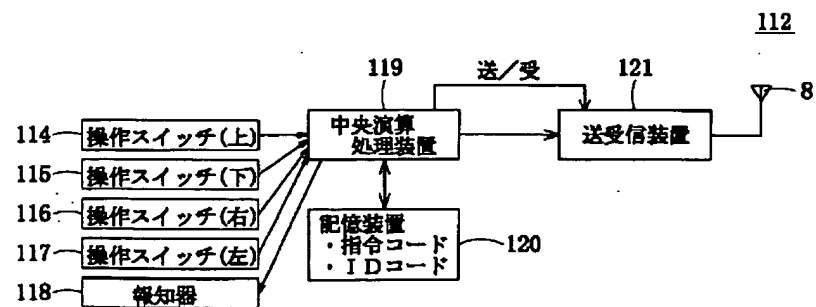 112
119
送/受
121
8
114
操作スイッチ(上)
中央演算
処理装置
送受信装置
115
操作スイッチ(下)
116
操作スイッチ(右)
117
操作スイッチ(左)
記憶装置
・指令コード
・IDコード
120
118
報知器